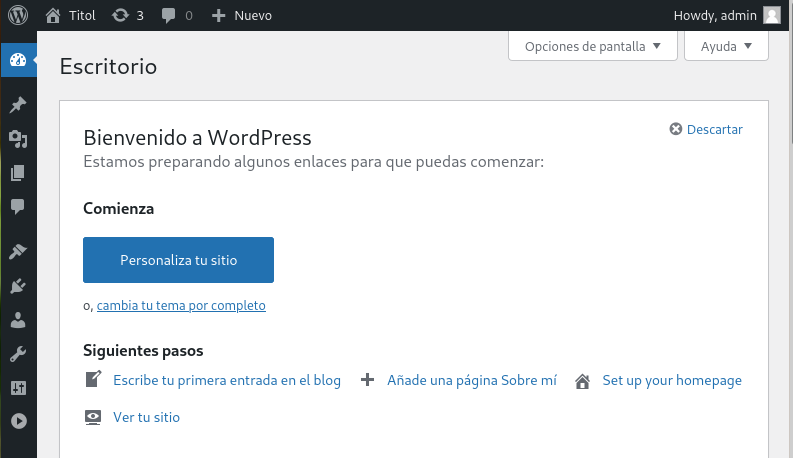 Titol 3 0 Nuevo Howdy, admin
Opciones de pantalla Ayuda
Escritorio
Bienvenido a WordPress
Descartar
Estamos preparando algunos enlaces para que puedas comenzar:
Comienza
Personaliza tu sitio
o, cambia tu tema por completo
Siguientes pasos
Escribe tu primera entrada en el blog Añade una página Sobre mí Set up your homepage
Ver tu sitio